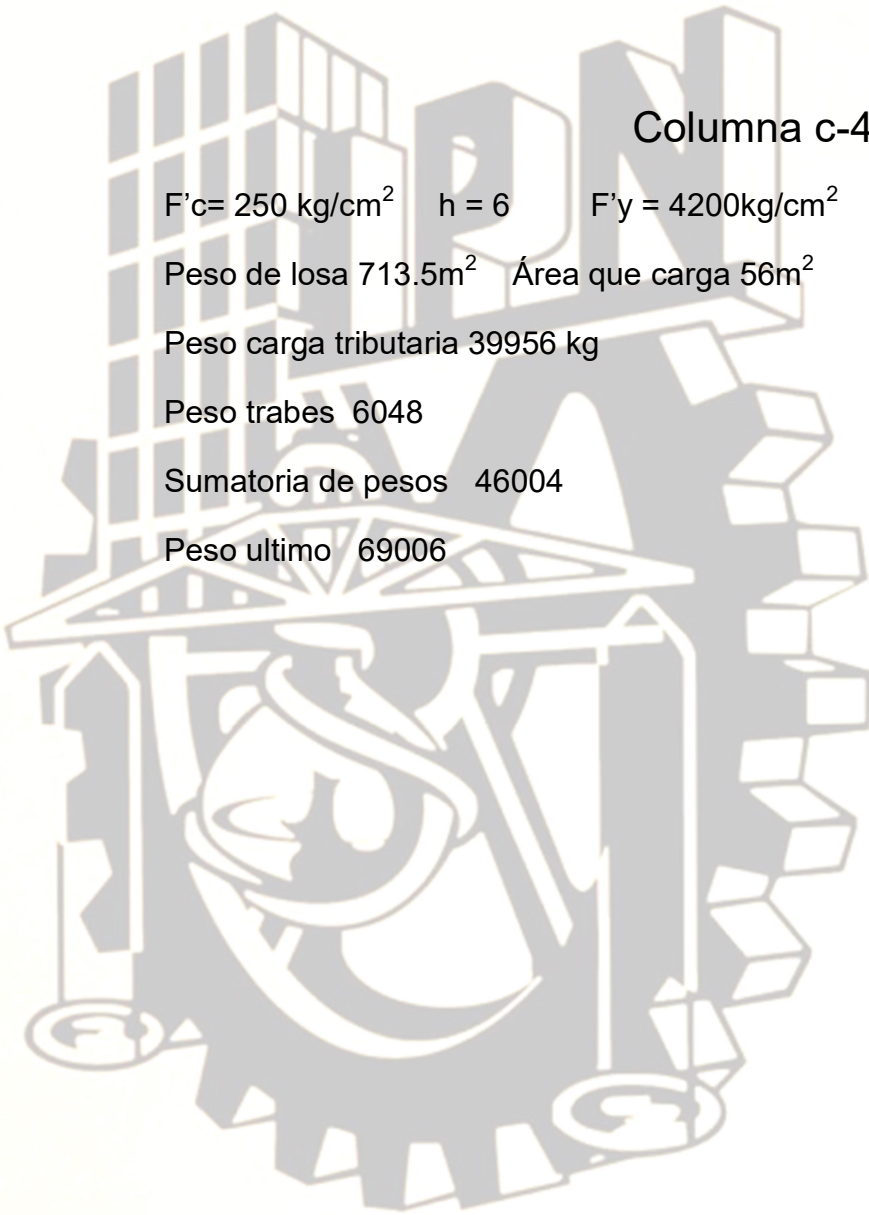 IPN
Columna c-4
F'c= 250 kg/cm² h = 6 F'y = 4200kg/cm²
Peso de losa 713.5m² Área que carga 56m²
Peso carga tributaria 39956 kg
Peso trabes 6048
Sumatoria de pesos 46004
Peso ultimo 69006